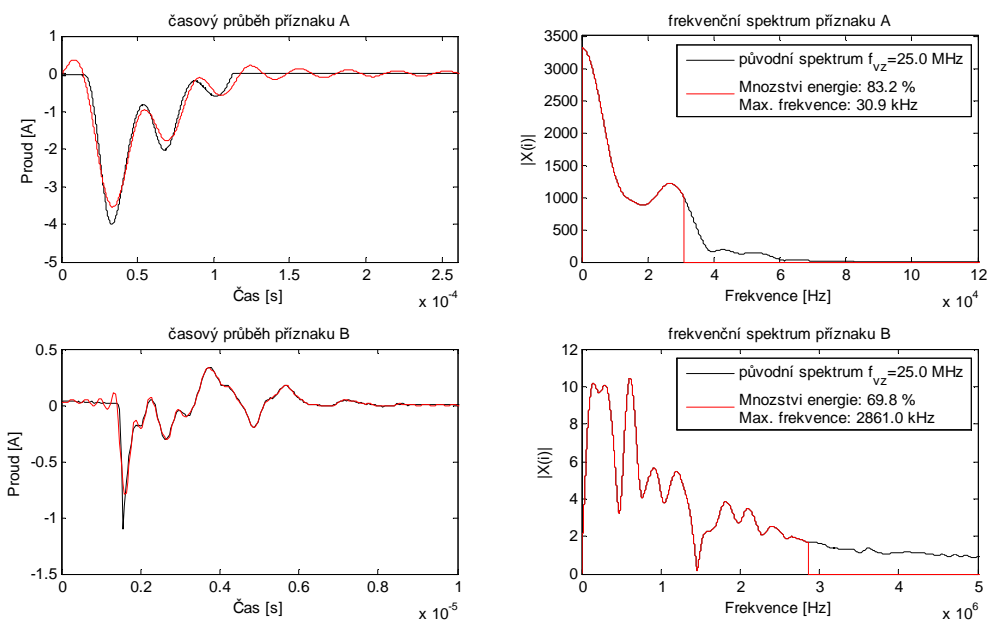 časový průběh příznaku A
1
0
-1
-2
-3
-4
-5
Proud [A]
0
0.5
1
1.5
2
2.5
Čas [s]
x 10-4
frekvenční spektrum příznaku A
3500
3000
2500
2000
1500
1000
500
0
|X(i)|
původní spektrum fvz=25.0 MHz
Mnozstvi energie: 83.2 %
Max. frekvence: 30.9 kHz
0
2
4
6
8
10
12
Frekvence [Hz]
x 104
časový průběh příznaku B
0.5
0
-0.5
-1
-1.5
Proud [A]
0
0.2
0.4
0.6
0.8
1
Čas [s]
x 10-5
frekvenční spektrum příznaku B
12
10
8
6
4
2
0
|X(i)|
původní spektrum fvz=25.0 MHz
Mnozstvi energie: 69.8 %
Max. frekvence: 2861.0 kHz
0
1
2
3
4
5
Frekvence [Hz]
x 106